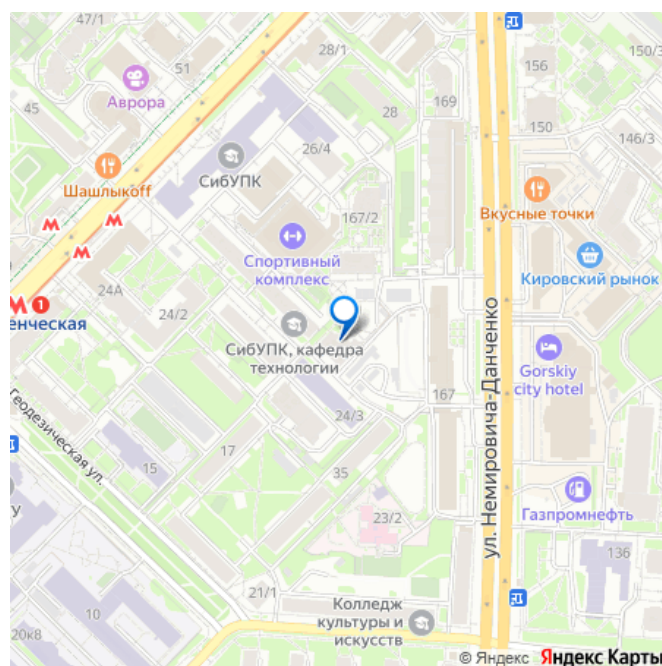 47/1
51
28/1
150/3
156
Аврора
45
28
169
150
146/3
26/4
СибУПК
Шашлыкоff
Вкусные точки
167/2
Спортивный
комплекс
Кировский рынок
24А
1
енческая
24/2
СибУПК, кафедра
технологии
Gorskiy
city hotel
167
Геодезическая ул.
24/3
17
15
35
ул. Немировича-Данченко
Газпромнефть
23/2
у
136
21/1
10
Колледж
культуры и
искусств
20к8
© Яндекс Яндекс Карты